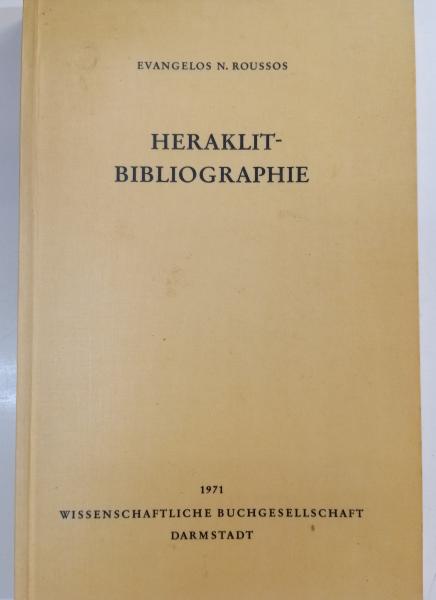 EVANGELOS N. ROUSSOS
HERAKLIT-
BIBLIOGRAPHIE
1971
WISSENSCHAFTLICHE BUCHGESELLSCHAFT
DARMSTADT